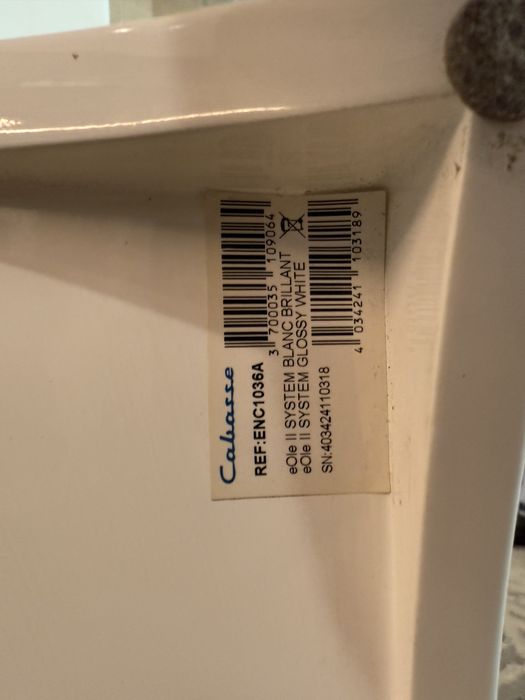 Cabasse
REF:ENC1036A
3 700035 109064
eOle II SYSTEM BLANC BRILLANT
eOle II SYSTEM GLOSSY WHITE
SN:403424110318
4 034241 103189